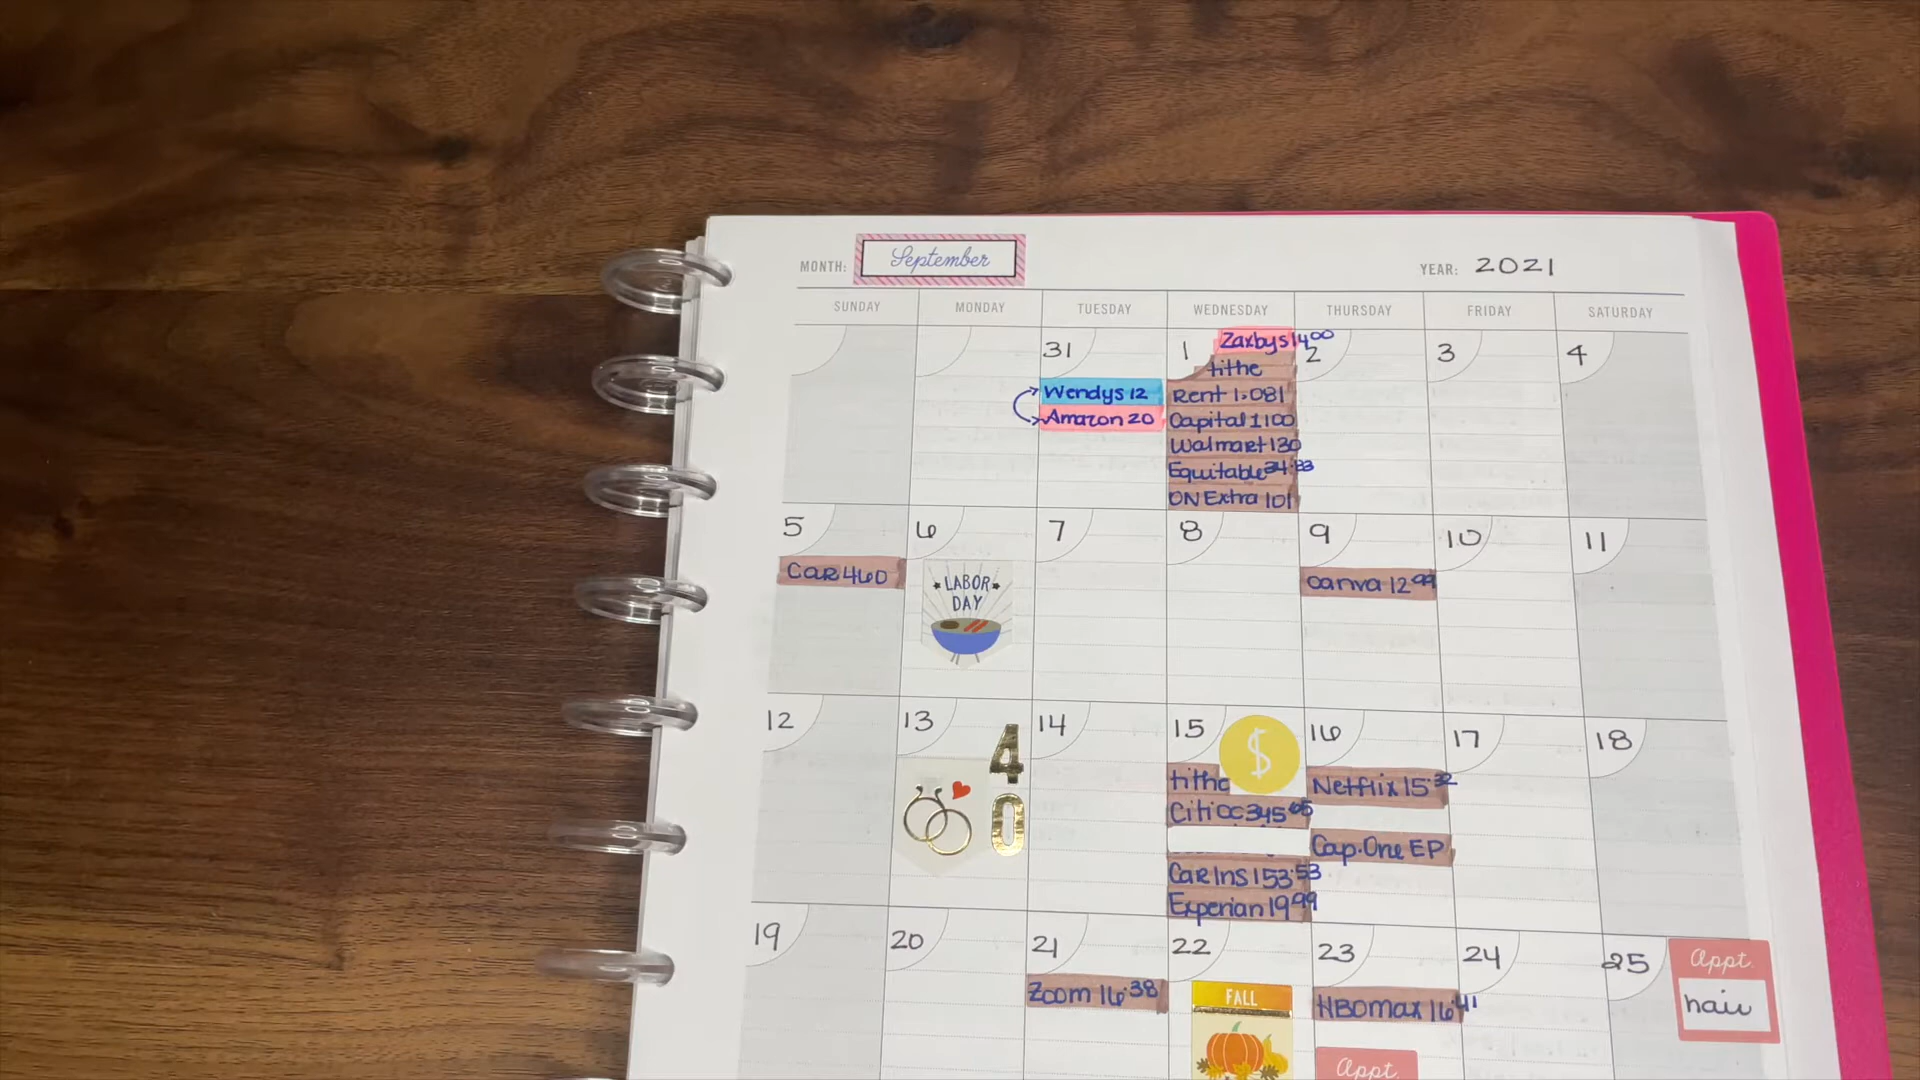 MONTH: September YEAR: 2021
SUNDAY MONDAY TUESDAY WEDNESDAY THURSDAY FRIDAY SATURDAY
31
Wendys 12
Amazon 20
1
Zaxbys 14.00
tithe
Rent 1,081
Capital 1 100
Walmart 130
Equitable 34.83
ON Extra 101
2
3
4
5
Car 460
6
LABOR
DAY
7
8
9
Canva 12.99
10
11
12
13
40
14
15
$
tithe
Citi CC 345.05
Car Ins 153.53
Experian 19.99
16
Netflix 15.32
Cap.One EP
17
18
19
20
21
Zoom 16.38
22
FALL
23
HBOmax 16.41
Appt.
24
25
Appt.
hair